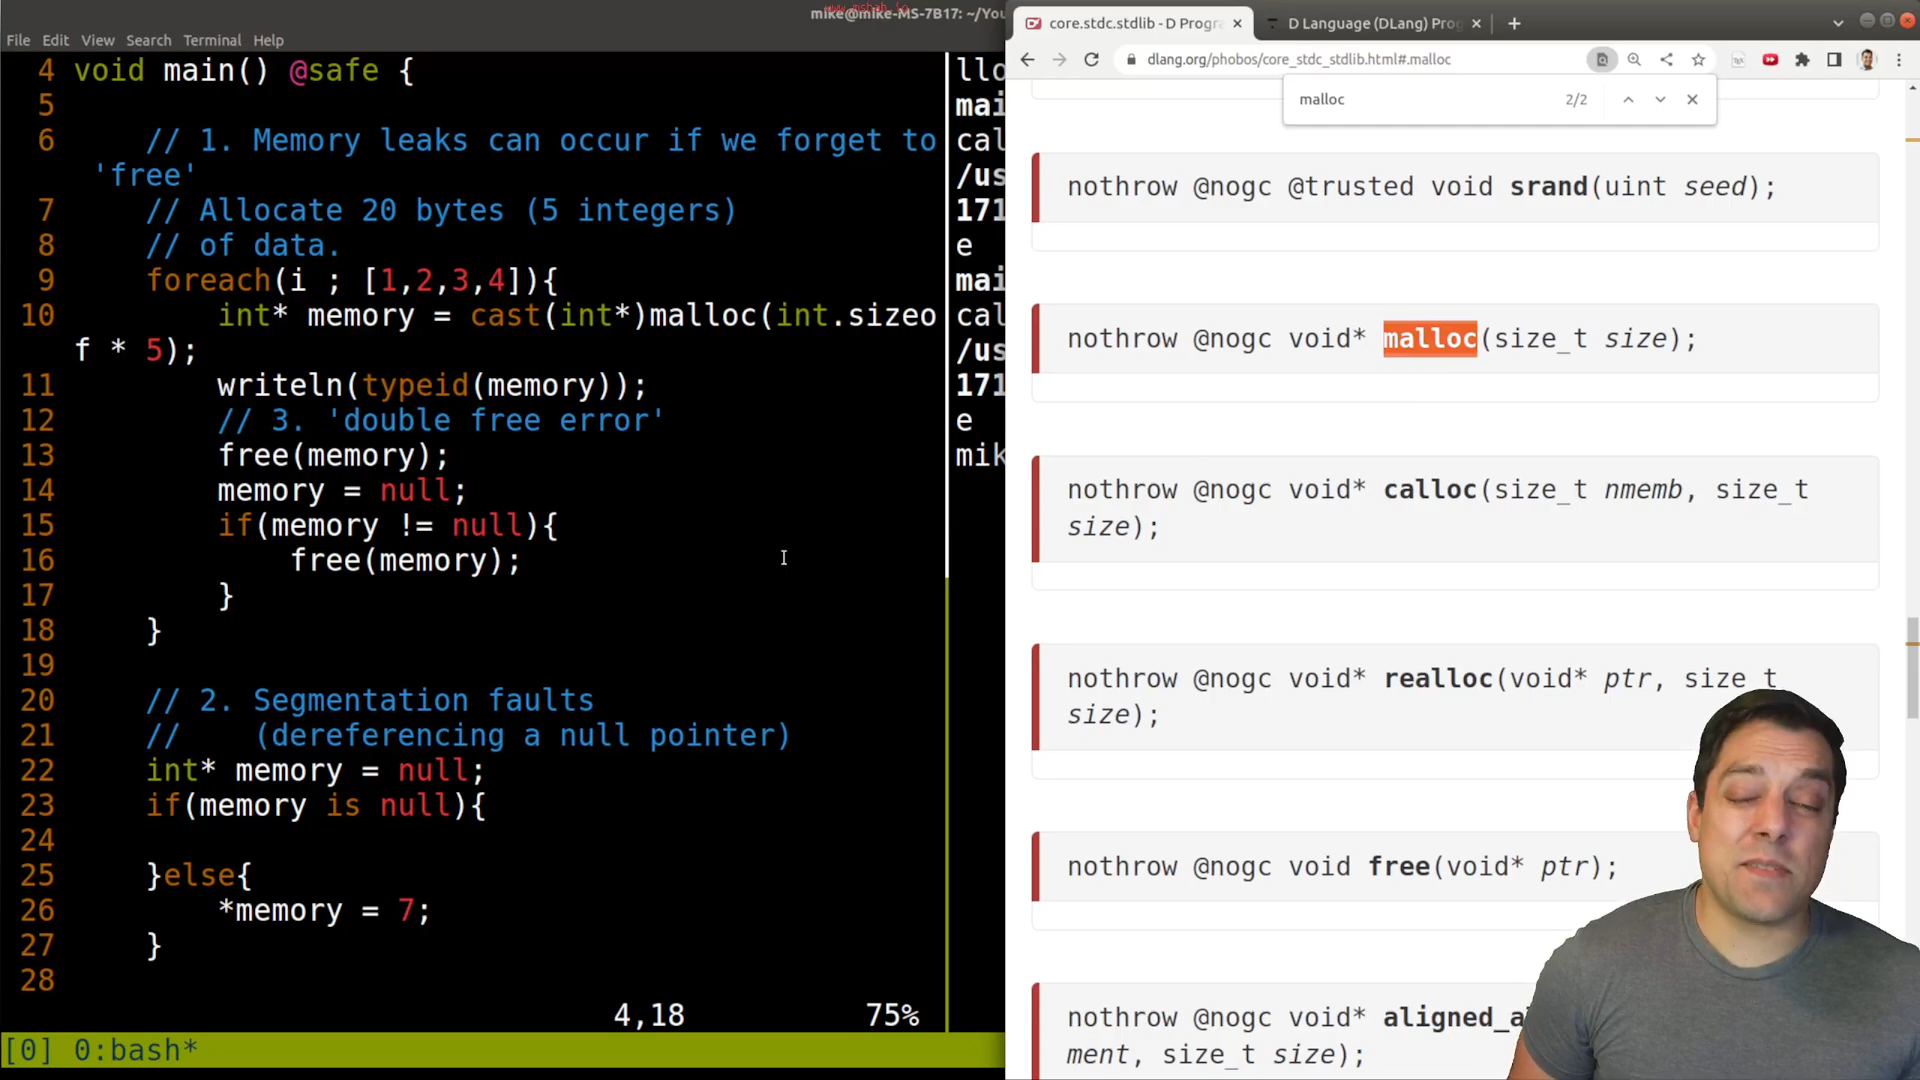 www.mshah.io
mike@mike-MS-7B17: ~/You
File Edit View Search Terminal Help
4 void main() @safe {
5
6 // 1. Memory leaks can occur if we forget to
'free'
7 // Allocate 20 bytes (5 integers)
8 // of data.
9 foreach(i ; [1,2,3,4]){
10 int* memory = cast(int*)malloc(int.sizeo
f * 5);
11 writeln(typeid(memory));
12 // 3. 'double free error'
13 free(memory);
14 memory = null;
15 if(memory != null){
16 free(memory);
17 }
18 }
19
20 // 2. Segmentation faults
21 // (dereferencing a null pointer)
22 int* memory = null;
23 if(memory is null){
24
25 }else{
26 *memory = 7;
27 }
28
4,18 75%
[0] 0:bash*
llo
mai
cal
/us
171
e
mai
cal
/us
171
e
mik
core.stdc.stdlib - D Progra
D Language (DLang) Prog
dlang.org/phobos/core_stdc_stdlib.html#.malloc
malloc 2/2
nothrow @nogc @trusted void srand(uint seed);
nothrow @nogc void* malloc(size_t size);
nothrow @nogc void* calloc(size_t nmemb, size_t
size);
nothrow @nogc void* realloc(void* ptr, size_t
size);
nothrow @nogc void free(void* ptr);
nothrow @nogc void* aligned_a
ment, size_t size);